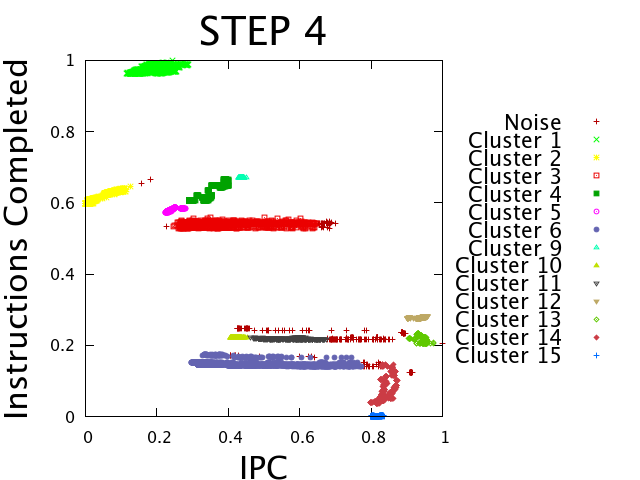 STEP 4
Instructions Completed
1
0.8
0.6
0.4
0.2
0
0 0.2 0.4 0.6 0.8 1
IPC
Noise
Cluster 1
Cluster 2
Cluster 3
Cluster 4
Cluster 5
Cluster 6
Cluster 9
Cluster 10
Cluster 11
Cluster 12
Cluster 13
Cluster 14
Cluster 15